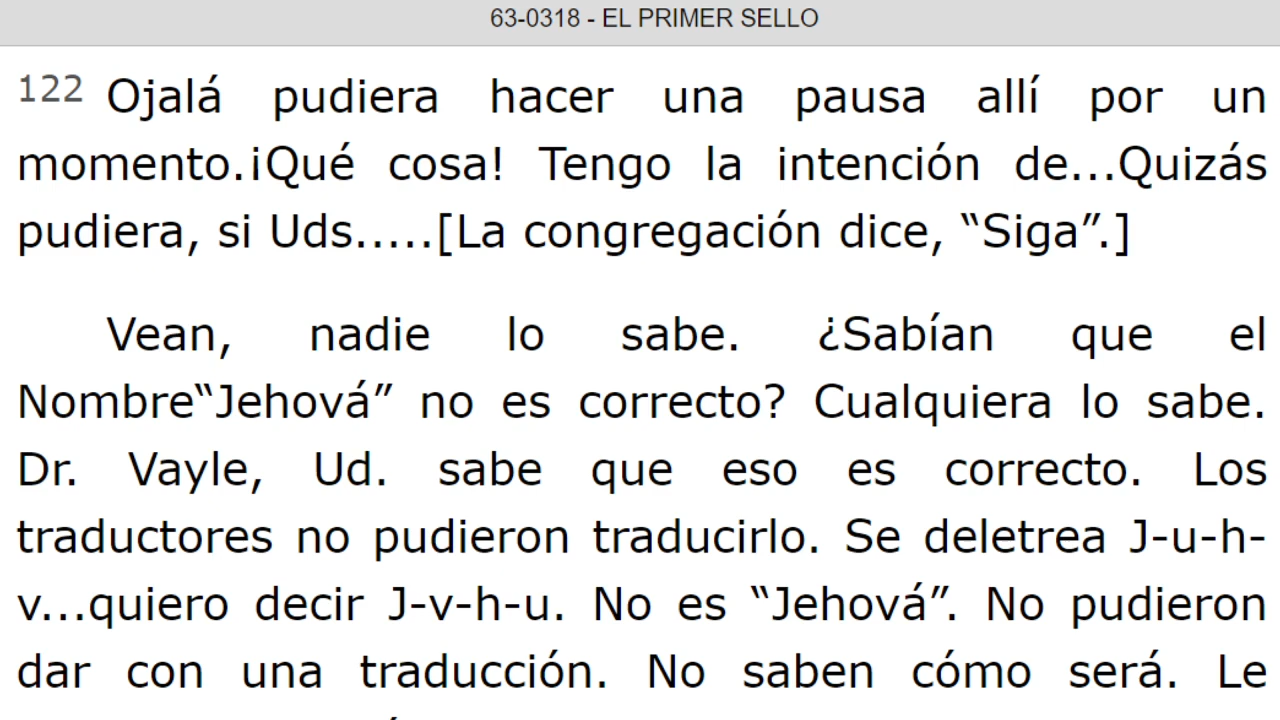 63-0318 - EL PRIMER SELLO
122 Ojalá pudiera hacer una pausa allí por un
momento.¡Qué cosa! Tengo la intención de...Quizás
pudiera, si Uds.....[La congregación dice, “Siga”.]
Vean, nadie lo sabe. ¿Sabían que el
Nombre“Jehová” no es correcto? Cualquiera lo sabe.
Dr. Vayle, Ud. sabe que eso es correcto. Los
traductores no pudieron traducirlo. Se deletrea J-u-h-
v...quiero decir J-v-h-u. No es “Jehová”. No pudieron
dar con una traducción. No saben cómo será. Le